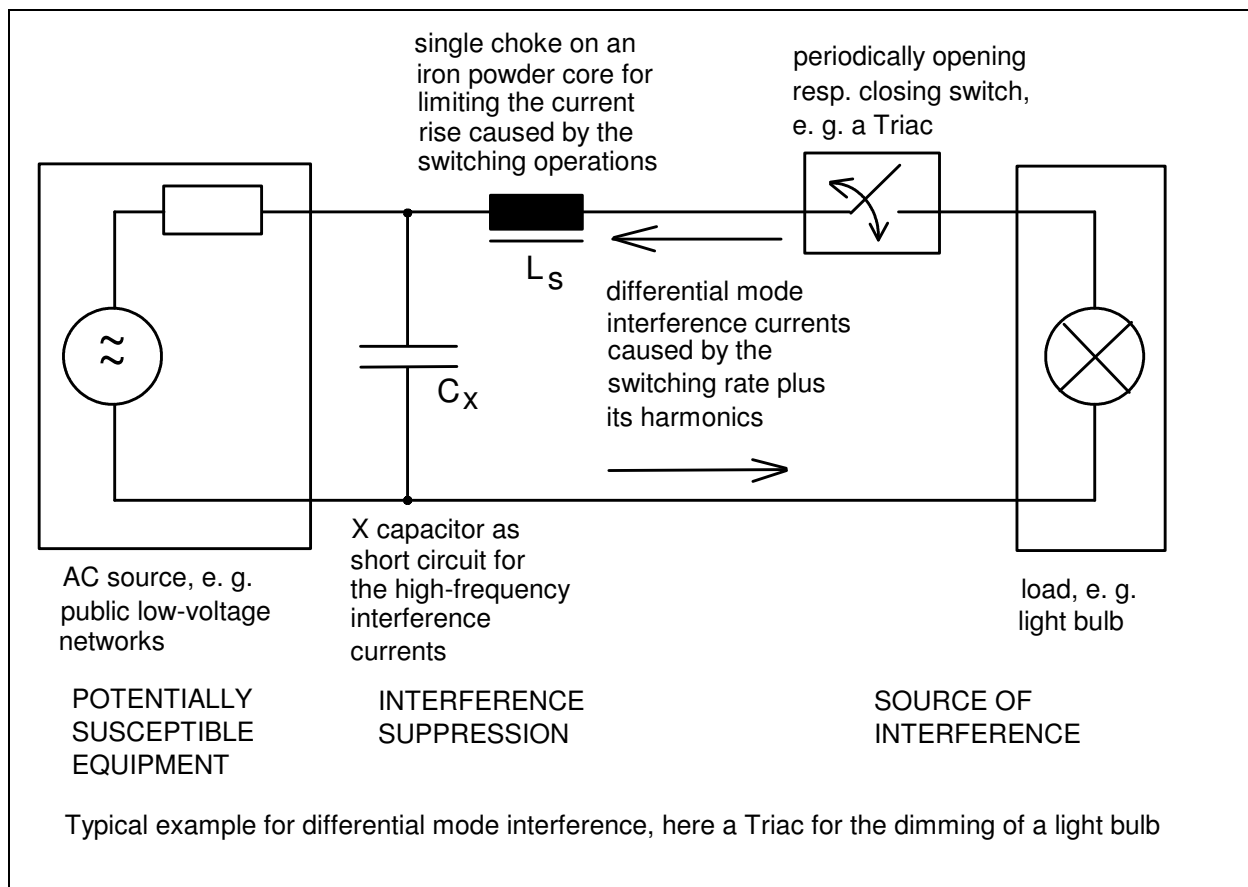 single choke on an
iron powder core for
limiting the current
rise caused by the
switching operations
periodically opening
resp. closing switch,
e. g. a Triac
~
~
L S
differential mode
interference currents
caused by the
switching rate plus
its harmonics
C X
X capacitor as
short circuit for
the high-frequency
interference
currents
AC source, e. g.
public low-voltage
networks
load, e. g.
light bulb
POTENTIALLY
SUSCEPTIBLE
EQUIPMENT
INTERFERENCE
SUPPRESSION
SOURCE OF
INTERFERENCE
Typical example for differential mode interference, here a Triac for the dimming of a light bulb